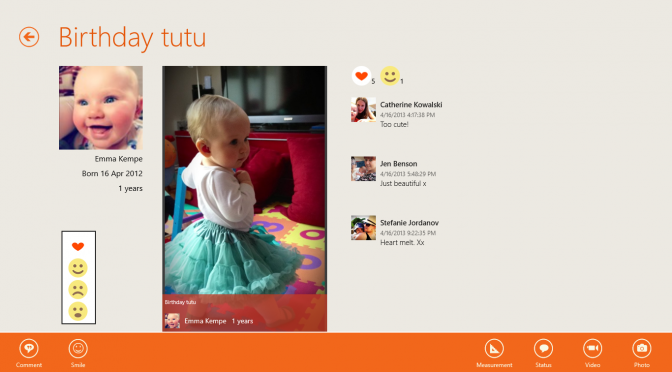 Birthday tutu
Emma Kempe
Born 16 Apr 2012
1 years
Birthday tutu
Emma Kempe 1 years
5 1
Catherine Kowalski
4/16/2013 4:17:38 PM
Too cute!
Jen Benson
4/16/2013 5:48:29 PM
Just beautiful x
Stefanie Jordanov
4/16/2013 9:22:35 PM
Heart melt. Xx
Comment Smile Measurement Status Video Photo